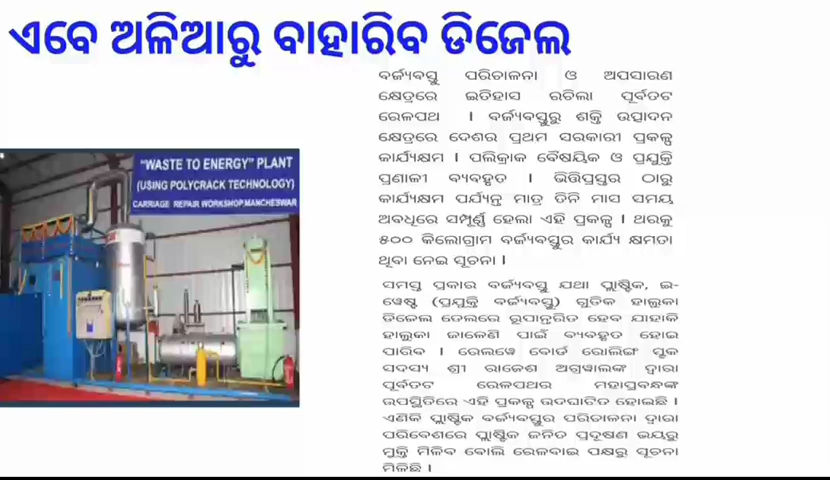 ଏବେ ଅଳିଆରୁ ବାହାରିବ ଡିଜେଲ
ବର୍ଜ୍ୟବସ୍ତୁ ପରିଚାଳନା ଓ ଅପସାରଣ
କ୍ଷେତ୍ରରେ ଇତିହାସ ରଚିଲା ପୂର୍ବତଟ
ରେଳପଥ । ବର୍ଜ୍ୟବସ୍ତୁରୁ ଶକ୍ତି ଉତ୍ପାଦନ
କ୍ଷେତ୍ରରେ ଦେଶର ପ୍ରଥମ ସରକାରୀ ପ୍ରକଳ୍ପ
କାର୍ଯ୍ୟକ୍ଷମ । ପଲିକ୍ରାକ ବୈଷୟିକ ଓ ପ୍ରଯୁକ୍ତି
ପ୍ରଣାଳୀ ବ୍ୟବହୃତ । ଭିତ୍ତିପ୍ରସ୍ତର ଠାରୁ
କାର୍ଯ୍ୟକ୍ଷମ ପର୍ଯ୍ୟନ୍ତ ମାତ୍ର ତିନି ମାସ ସମୟ
ଅବଧିରେ ସମ୍ପୂର୍ଣ୍ଣ ହେଲା ଏହି ପ୍ରକଳ୍ପ । ଥରକୁ
୫୦୦ କିଲୋଗ୍ରାମ ବର୍ଜ୍ୟବସ୍ତୁର କାର୍ଯ୍ୟ କ୍ଷମତା
ଥିବା ନେଇ ସୂଚନା ।
ସମସ୍ତ ପ୍ରକାର ବର୍ଜ୍ୟବସ୍ତୁ ଯଥା ପ୍ଲାଷ୍ଟିକ, ଇ-
ୱେଷ୍ଟ (ପ୍ରଯୁକ୍ତି ବର୍ଜ୍ୟବସ୍ତୁ) ଗୁଡିକ ହାଲୁକା
ଡିଜେଲ ତେଲରେ ରୂପାନ୍ତରିତ ହେବ ଯାହାକି
ହାଲୁକା ଜାଳେଣି ପାଇଁ ବ୍ୟବହୃତ ହୋଇ
ପାରିବ । ରେଲୱେ ବୋର୍ଡ ରୋଲିଙ୍ଗ ଷ୍ଟକ
ସଦସ୍ୟ ଶ୍ରୀ ରାଜେଶ ଅଗ୍ରୱାଲଙ୍କ ଦ୍ୱାରା
ପୂର୍ବତଟ ରେଳପଥର ମହାପ୍ରବନ୍ଧକଙ୍କ
ଉପସ୍ଥିତିରେ ଏହି ପ୍ରକଳ୍ପ ଉଦଘାଟିତ ହୋଇଛି ।
ଏଣିକି ପ୍ଲାଷ୍ଟିକ ବର୍ଜ୍ୟବସ୍ତୁର ପରିଚାଳନା ଦ୍ୱାରା
ପରିବେଶରେ ପ୍ଲାଷ୍ଟିକ ଜନିତ ପ୍ରଦୂଷଣ ଭୟରୁ
ମୁକ୍ତି ମିଳିବ ବୋଲି ରେଳବାଇ ପକ୍ଷରୁ ସୂଚନା
ମିଳିଛି ।
"WASTE TO ENERGY" PLANT
(USING POLYCRACK TECHNOLOGY)
CARRIAGE REPAIR WORKSHOP,MANCHESWAR